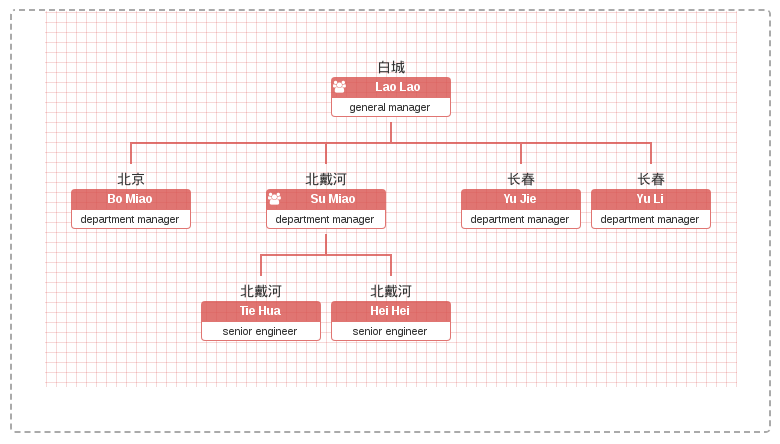 白城
Lao Lao
general manager
北京
Bo Miao
department manager
北戴河
Su Miao
department manager
长春
Yu Jie
department manager
长春
Yu Li
department manager
北戴河
Tie Hua
senior engineer
北戴河
Hei Hei
senior engineer